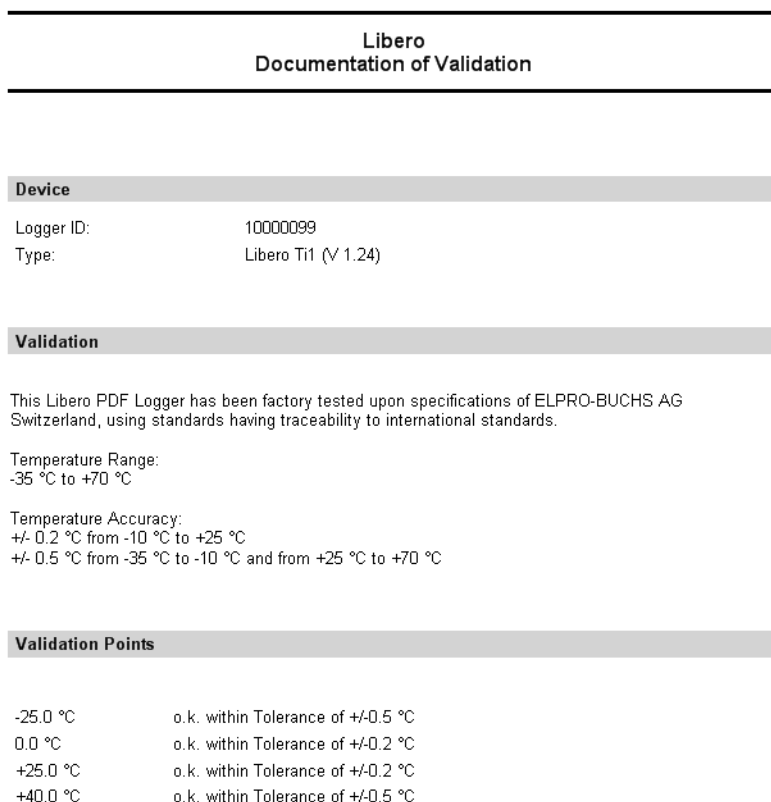 Libero
Documentation of Validation
Device
Logger ID: 10000099
Type: Libero Ti1 (V 1.24)
Validation
This Libero PDF Logger has been factory tested upon specifications of ELPRO-BUCHS AG
Switzerland, using standards having traceability to international standards.
Temperature Range:
-35 °C to +70 °C
Temperature Accuracy:
+/- 0.2 °C from -10 °C to +25 °C
+/- 0.5 °C from -35 °C to -10 °C and from +25 °C to +70 °C
Validation Points
-25.0 °C o.k. within Tolerance of +/-0.5 °C
0.0 °C o.k. within Tolerance of +/-0.2 °C
+25.0 °C o.k. within Tolerance of +/-0.2 °C
+40.0 °C o.k. within Tolerance of +/-0.5 °C